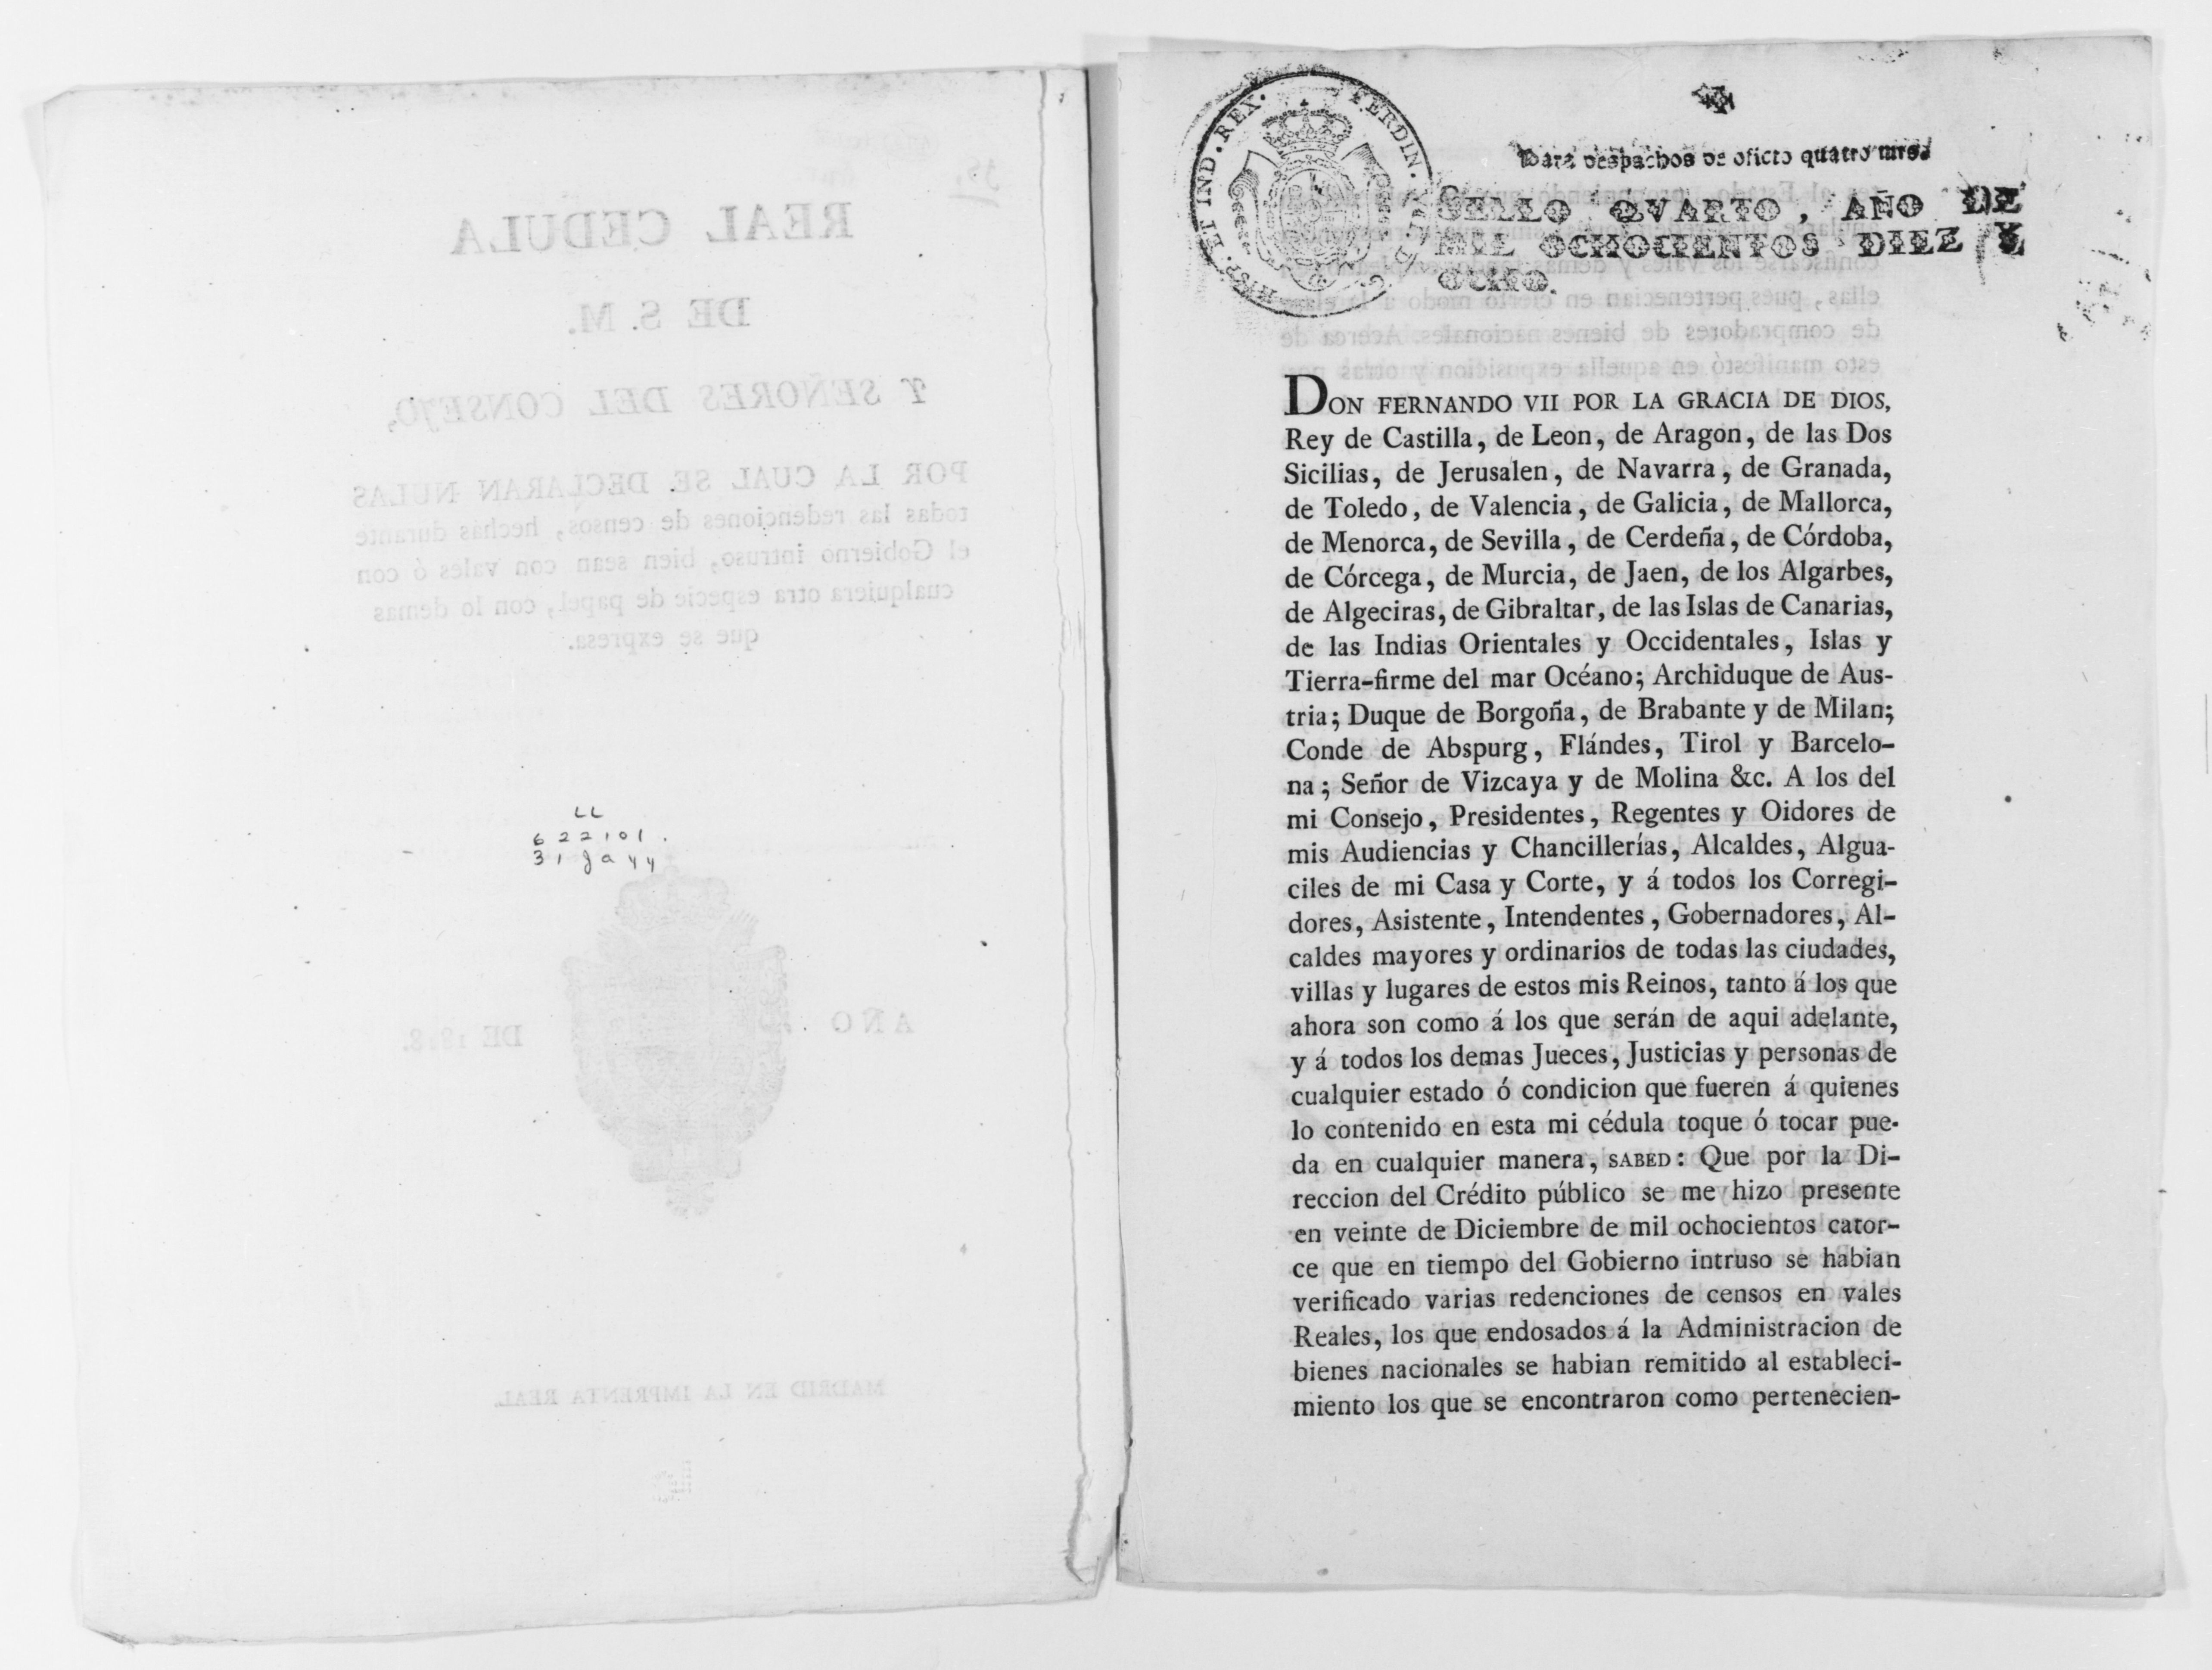 REAL CEDULA
DE S. M.
Y SEÑORES DEL CONSEJO,
POR LA CUAL SE DECLARAN NULAS
todas las redenciones de censos, hechas durante
el Gobierno intruso, bien sean con vales ó con
cualquiera otra especie de papel, con lo demas
que se expresa.
LL
622101.
31 Ja 44
AÑO DE 1818.
MADRID EN LA IMPRENTA REAL.
FERDIN. HISP. ET IND. REX.
Para despachos de oficio quatro mrs.
SELLO QVARTO, AÑO DE
MIL OCHOCIENTOS DIEZ Y
OCHO.
DON FERNANDO VII POR LA GRACIA DE DIOS,
Rey de Castilla, de Leon, de Aragon, de las Dos
Sicilias, de Jerusalen, de Navarra, de Granada,
de Toledo, de Valencia, de Galicia, de Mallorca,
de Menorca, de Sevilla, de Cerdeña, de Córdoba,
de Córcega, de Murcia, de Jaen, de los Algarbes,
de Algeciras, de Gibraltar, de las Islas de Canarias,
de las Indias Orientales y Occidentales, Islas y
Tierra-firme del mar Océano; Archiduque de Aus-
tria; Duque de Borgoña, de Brabante y de Milan;
Conde de Abspurg, Flándes, Tirol y Barcelo-
na; Señor de Vizcaya y de Molina &c. A los del
mi Consejo, Presidentes, Regentes y Oidores de
mis Audiencias y Chancillerías, Alcaldes, Algua-
ciles de mi Casa y Corte, y á todos los Corregi-
dores, Asistente, Intendentes, Gobernadores, Al-
caldes mayores y ordinarios de todas las ciudades,
villas y lugares de estos mis Reinos, tanto á los que
ahora son como á los que serán de aqui adelante,
y á todos los demas Jueces, Justicias y personas de
cualquier estado ó condicion que fueren á quienes
lo contenido en esta mi cédula toque ó tocar pue-
da en cualquier manera, SABED: Que por la Di-
reccion del Crédito público se me hizo presente
en veinte de Diciembre de mil ochocientos cator-
ce que en tiempo del Gobierno intruso se habian
verificado varias redenciones de censos en vales
Reales, los que endosados á la Administracion de
bienes nacionales se habian remitido al estableci-
miento los que se encontraron como pertenecien-